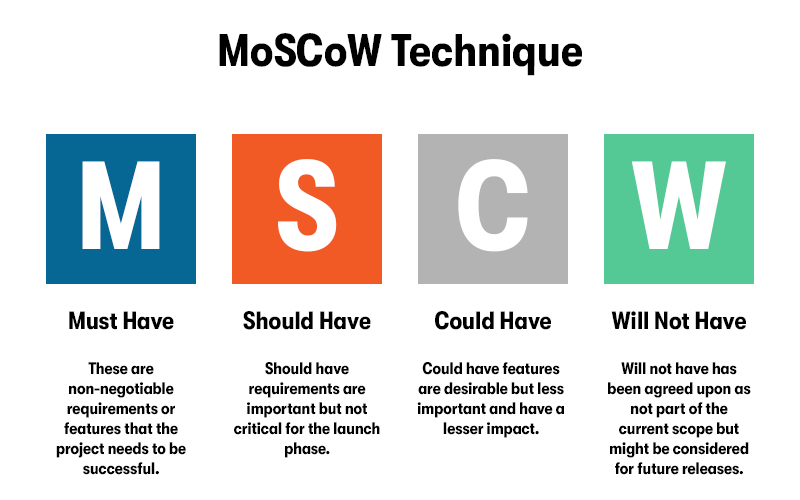 MoSCoW Technique
M
S
C
W
Must Have
Should Have
Could Have
Will Not Have
These are
non-negotiable
requirements or
features that the
project needs to be
successful.
Should have
requirements are
important but not
critical for the launch
phase.
Could have features
are desirable but less
important and have a
lesser impact.
Will not have has
been agreed upon as
not part of the
current scope but
might be considered
for future releases.